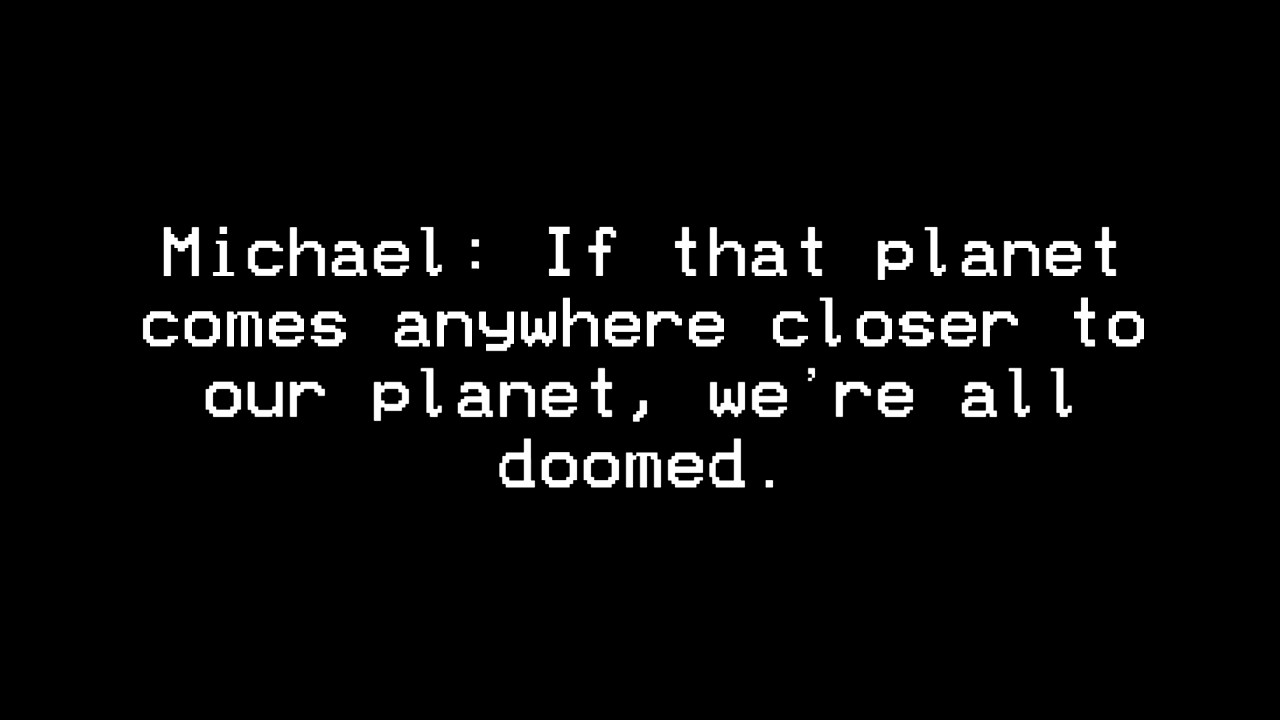 Michael: If that planet
comes anywhere closer to
our planet, we're all
doomed.